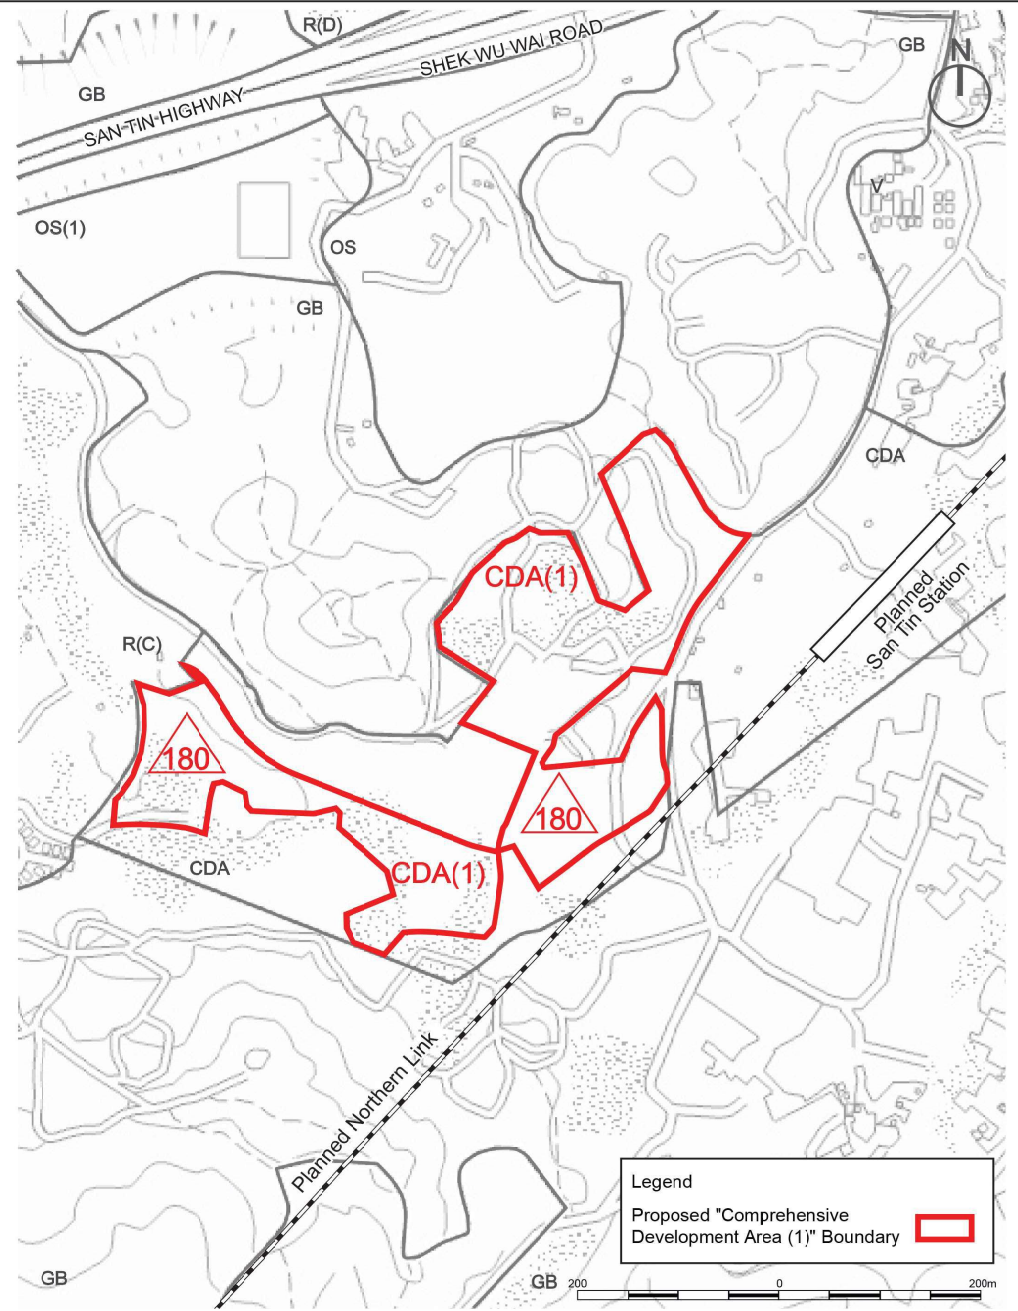 R(D)
SHEK WU WAI ROAD
GB
N
GB
SAN TIN HIGHWAY
V
OS(1)
OS
GB
CDA
CDA(1)
Planned
San Tin Station
R(C)
180
180
CDA
CDA(1)
Planned Northern Link
Legend
Proposed "Comprehensive
Development Area (1)" Boundary
GB
GB
200
0
200m